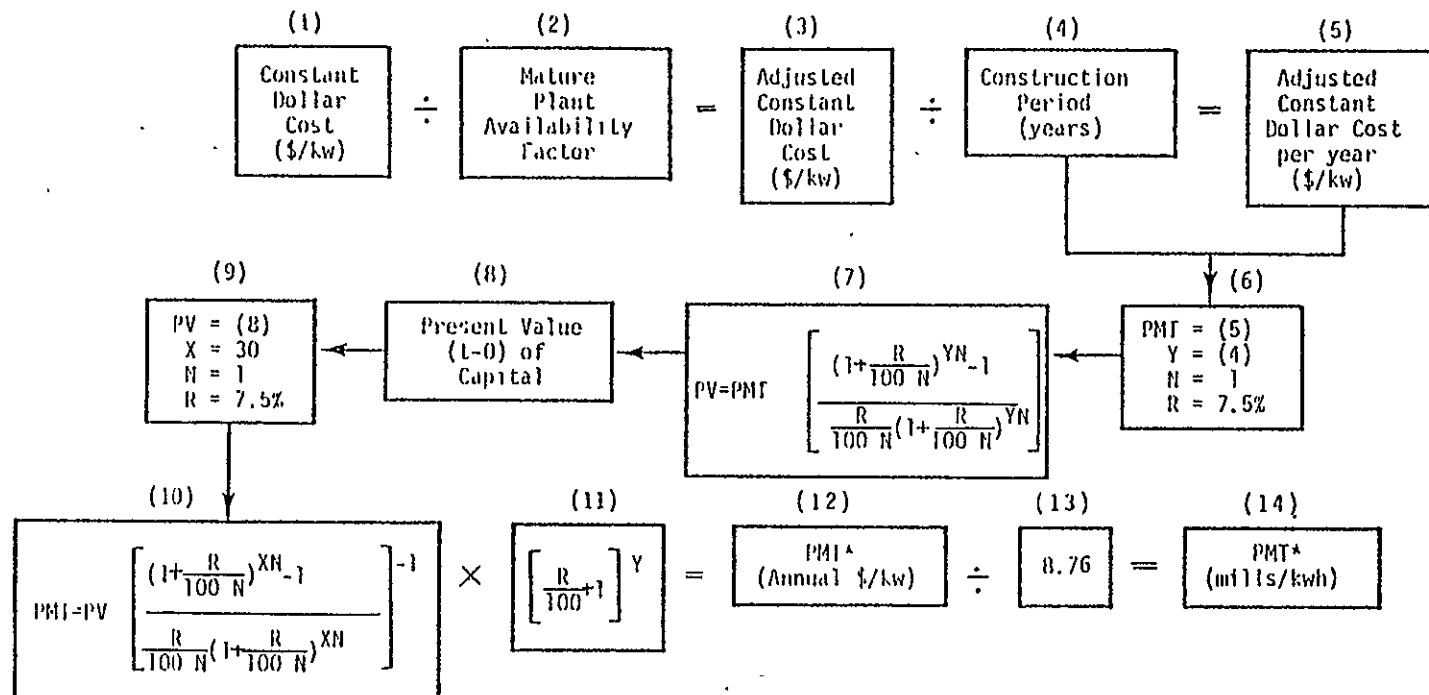 (1)
Constant
Dollar
Cost
($/kw)
÷
(2)
Mature
Plant
Availability
Factor
=
(3)
Adjusted
Constant
Dollar
Cost
($/kw)
÷
(4)
Construction
Period
(years)
=
(5)
Adjusted
Constant
Dollar Cost
per year
($/kw)
(6)
PMT = (5)
Y = (4)
N = 1
R = 7.5%
(7)
PV=PMT [ ((1+R/100 N)^YN -1) / (R/100 N (1+R/100 N)^YN) ]
(8)
Present Value
(t-0) of
Capital
(9)
PV = (8)
X = 30
N = 1
R = 7.5%
(10)
PMT=PV [ ((1+R/100 N)^XN -1) / (R/100 N (1+R/100 N)^XN) ]^-1
×
(11)
[R/100 +1]^Y
=
(12)
PMT*
(Annual $/kw)
÷
(13)
8.76
=
(14)
PMT*
(mills/kwh)